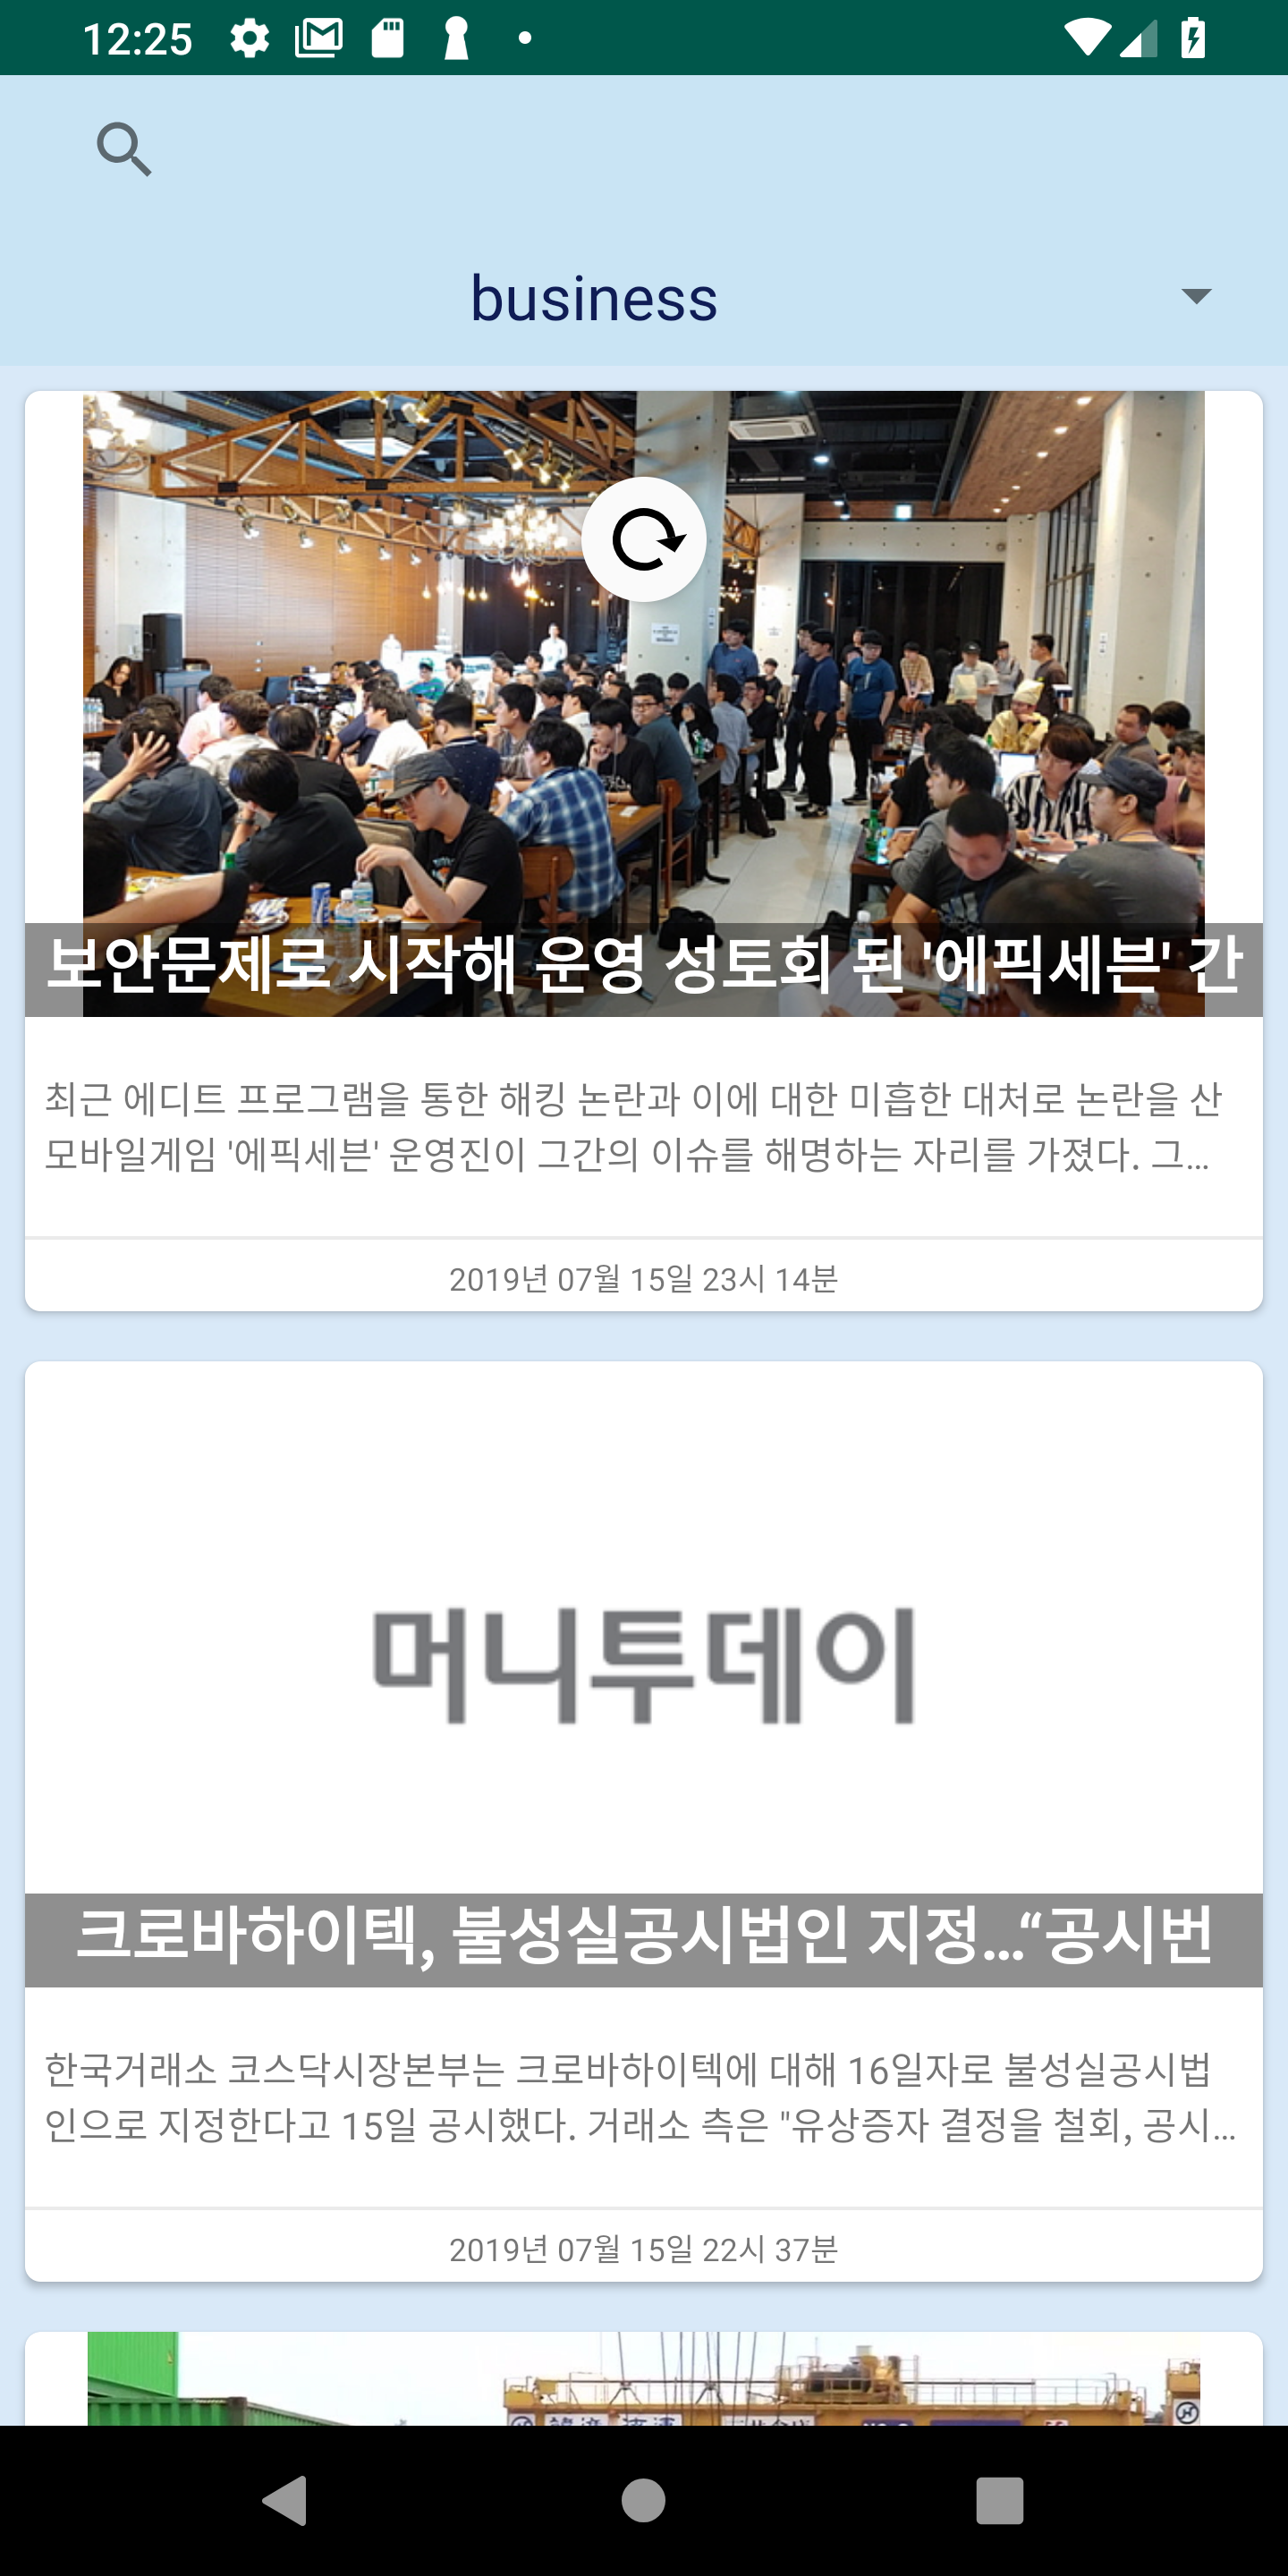 12:25
business
보안문제로 시작해 운영 성토회 된 '에픽세븐' 간
최근 에디트 프로그램을 통한 해킹 논란과 이에 대한 미흡한 대처로 논란을 산
모바일게임 '에픽세븐' 운영진이 그간의 이슈를 해명하는 자리를 가졌다. 그...
2019년 07월 15일 23시 14분
머니투데이
크로바하이텍, 불성실공시법인 지정…“공시번
한국거래소 코스닥시장본부는 크로바하이텍에 대해 16일자로 불성실공시법
인으로 지정한다고 15일 공시했다. 거래소 측은 "유상증자 결정을 철회, 공시...
2019년 07월 15일 22시 37분